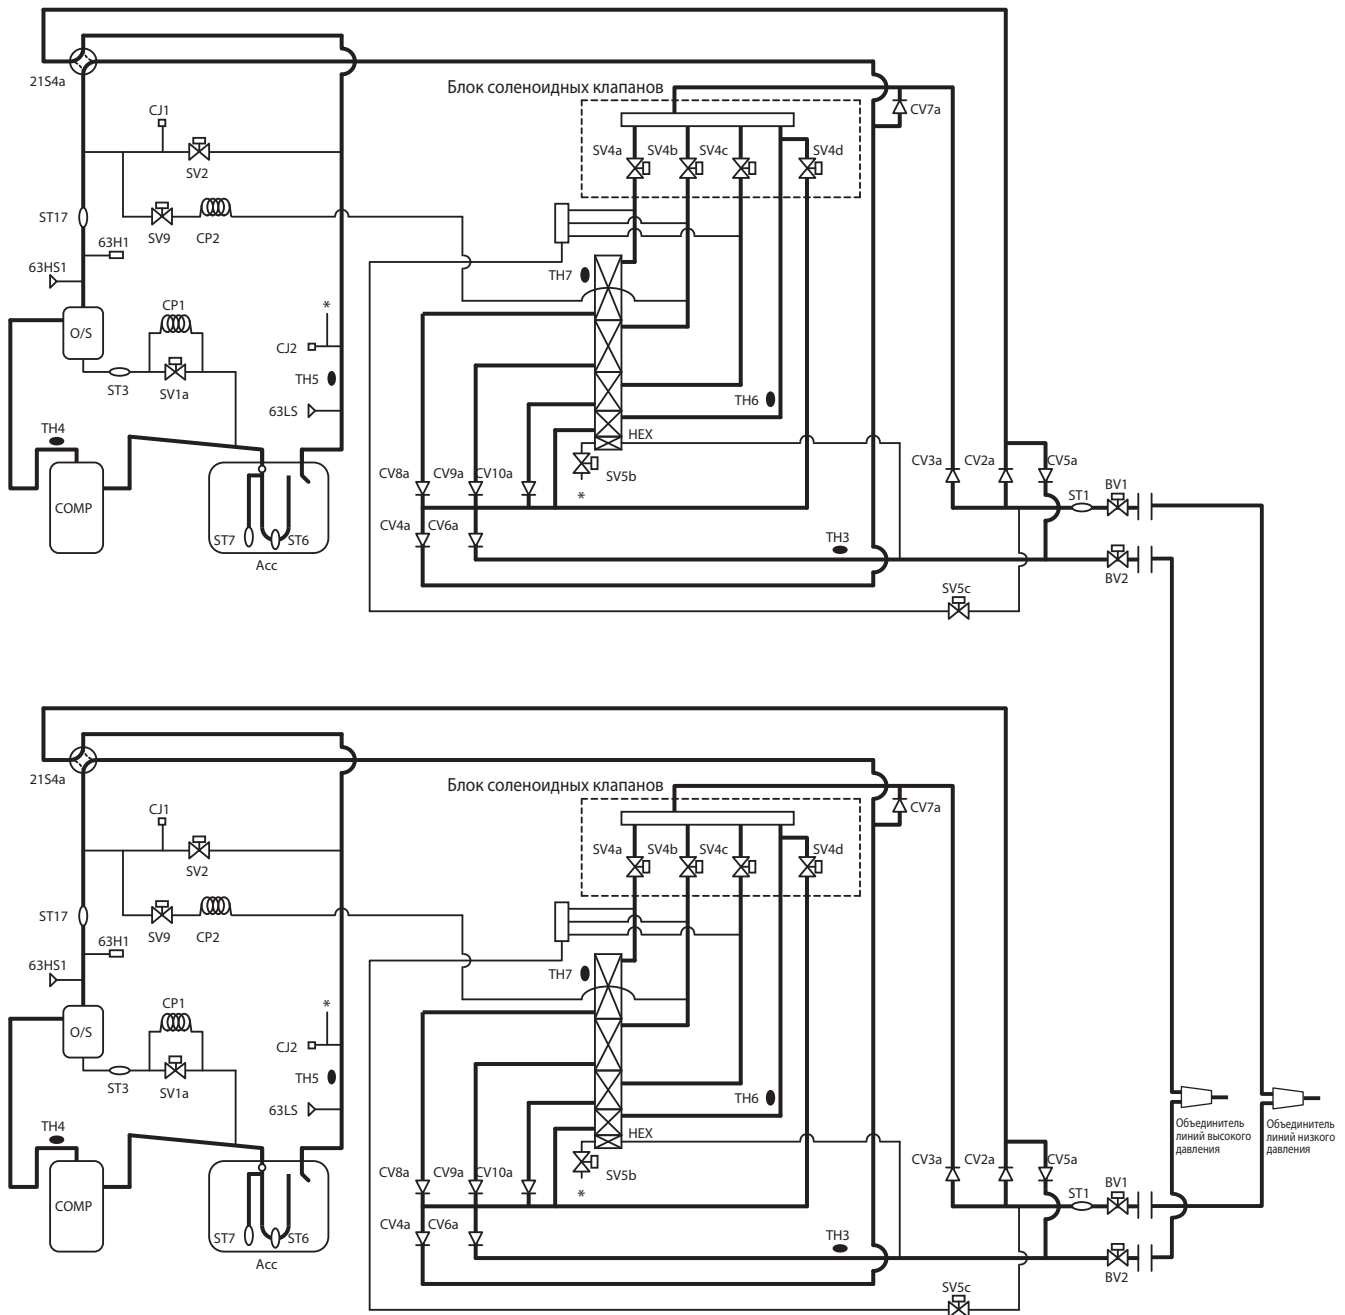 21S4a
Блок соленоидных клапанов
CV7a
CJ1
SV2
SV4a
SV4b
SV4c
SV4d
ST17
SV9
CP2
63H1
63HS1
TH7
CP1
*
O/S
CJ2
TH5
ST3
SV1a
63LS
TH6
TH4
HEX
COMP
ST7
ST6
Acc
CV8a
CV9a
CV10a
SV5b
*
CV3a
CV2a
CV5a
ST1
BV1
CV4a
CV6a
TH3
BV2
SV5c
21S4a
Блок соленоидных клапанов
CV7a
CJ1
SV2
SV4a
SV4b
SV4c
SV4d
ST17
SV9
CP2
63H1
63HS1
TH7
CP1
*
O/S
CJ2
TH5
ST3
SV1a
63LS
TH6
TH4
HEX
COMP
ST7
ST6
Acc
CV8a
CV9a
CV10a
SV5b
*
CV3a
CV2a
CV5a
ST1
BV1
CV4a
CV6a
TH3
BV2
SV5c
Объединитель
линий высокого
давления
Объединитель
линий низкого
давления